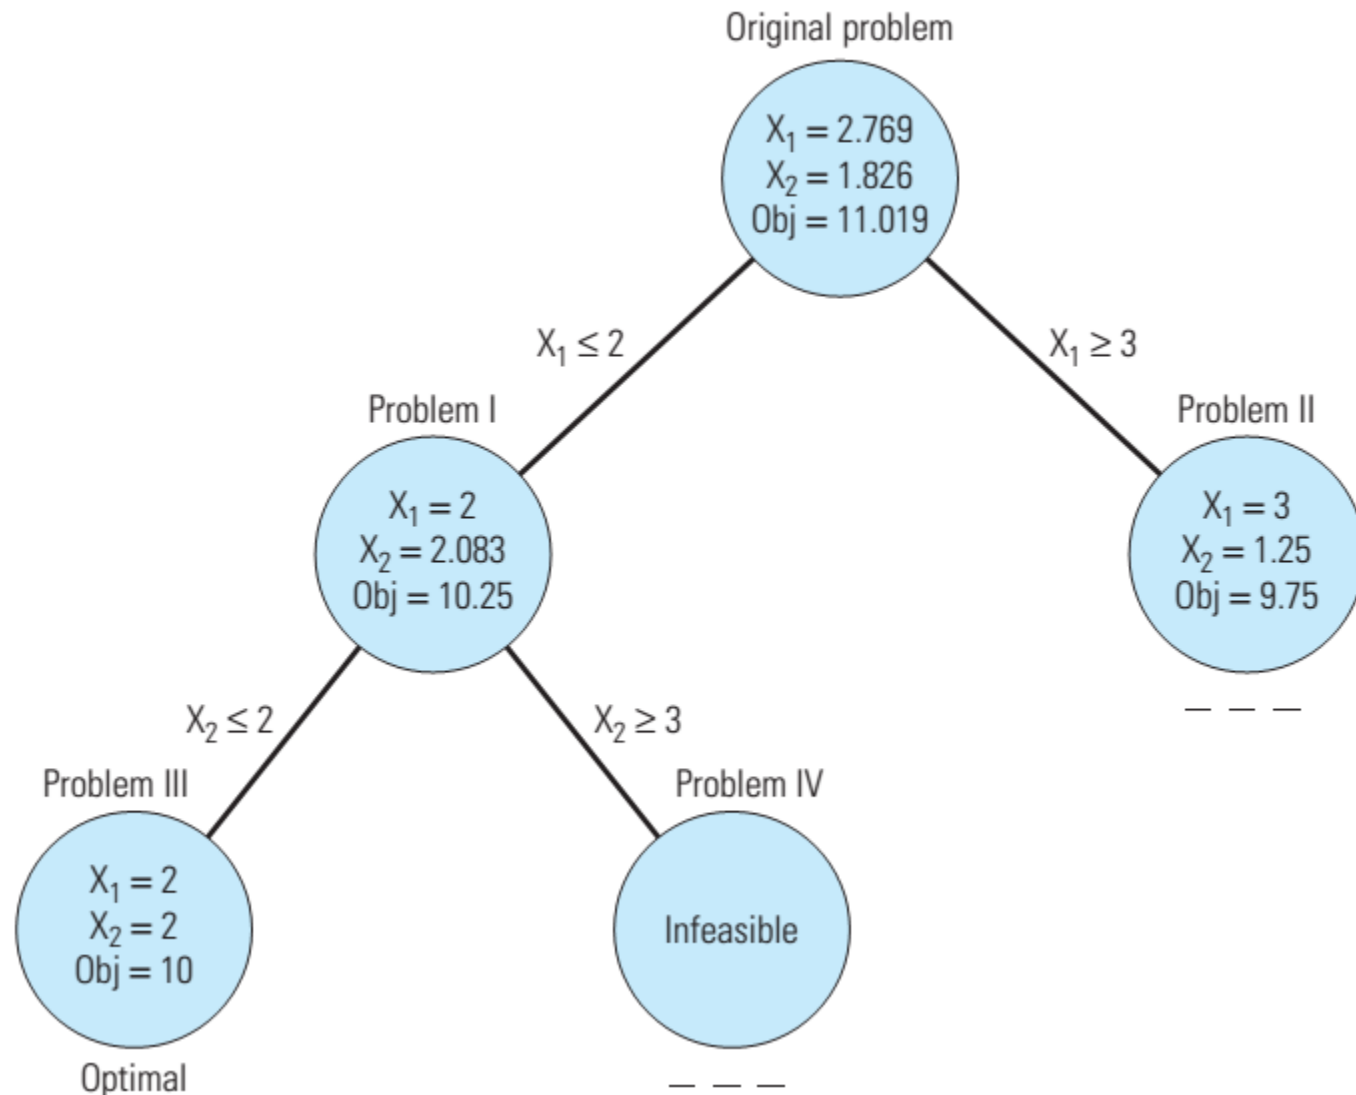 Original problem
X₁ = 2.769
X₂ = 1.826
Obj = 11.019
X₁ ≤ 2
X₁ ≥ 3
Problem I
X₁ = 2
X₂ = 2.083
Obj = 10.25
Problem II
X₁ = 3
X₂ = 1.25
Obj = 9.75
_ _ _
X₂ ≤ 2
X₂ ≥ 3
Problem III
X₁ = 2
X₂ = 2
Obj = 10
Optimal
Problem IV
Infeasible
_ _ _